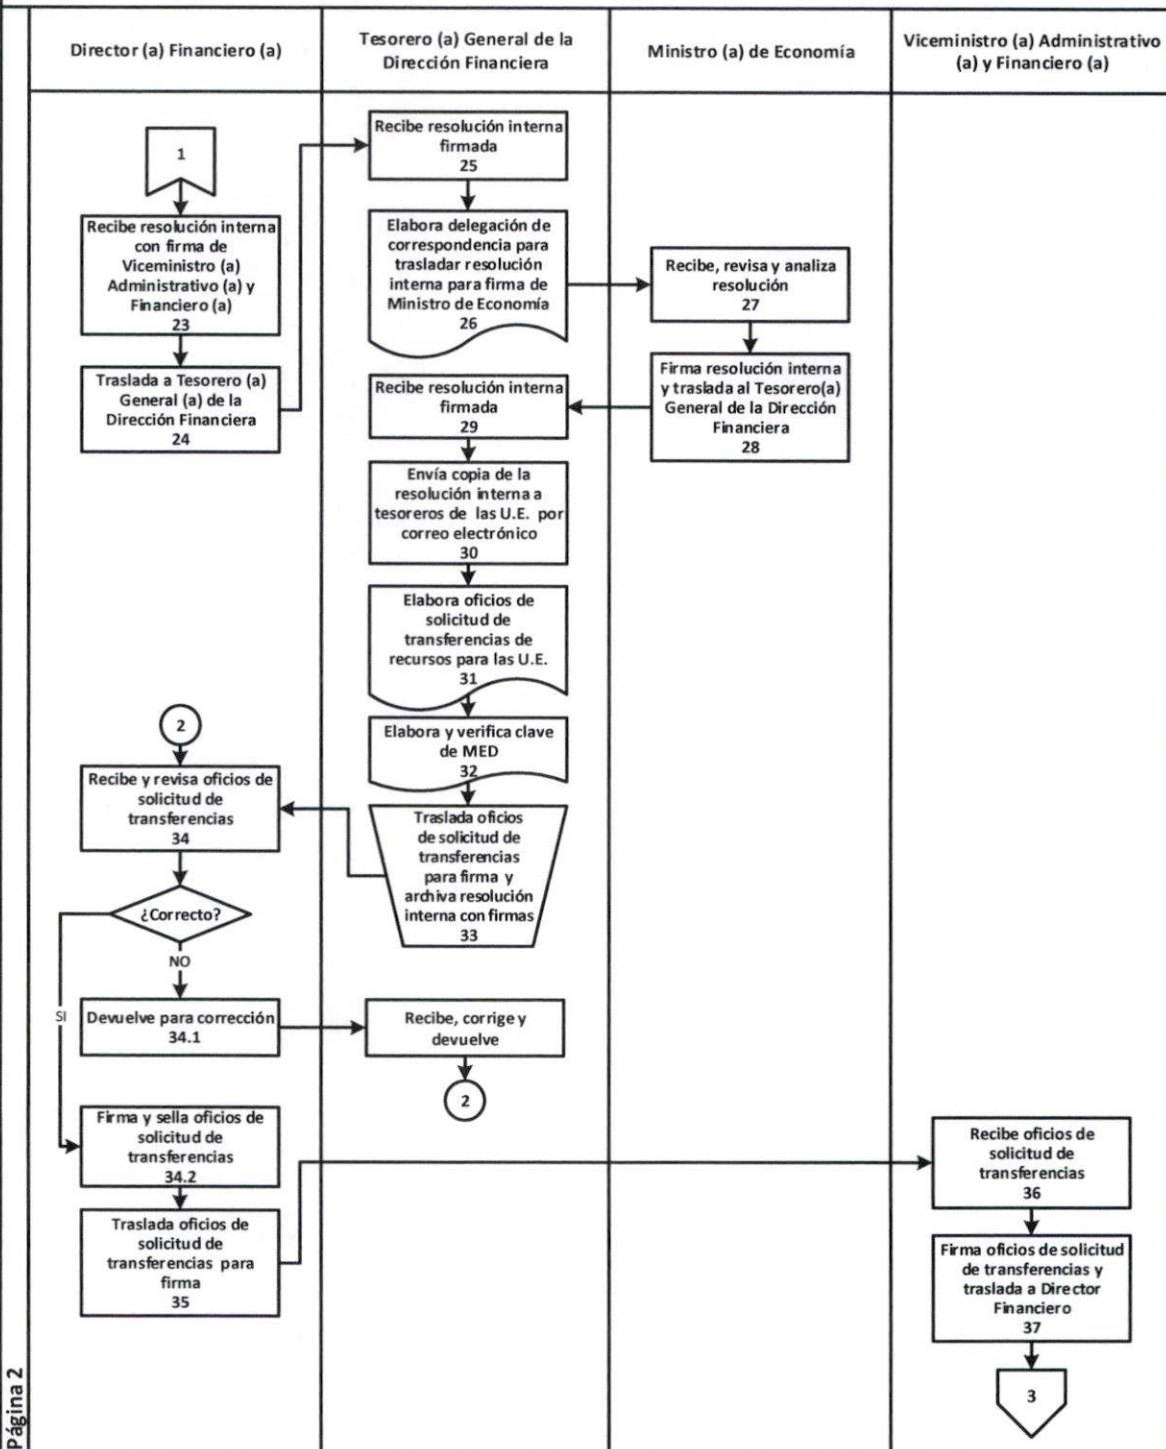 Director (a) Financiero (a)
Tesorero (a) General de la
Dirección Financiera
Ministro (a) de Economía
Viceministro (a) Administrativo
(a) y Financiero (a)
1
Recibe resolución interna
con firma de
Viceministro (a)
Administrativo (a) y
Financiero (a)
23
Traslada a Tesorero (a)
General (a) de la
Dirección Financiera
24
Recibe resolución interna
firmada
25
Elabora delegación de
correspondencia para
trasladar resolución
interna para firma de
Ministro de Economía
26
Recibe, revisa y analiza
resolución
27
Firma resolución interna
y traslada al Tesorero(a)
General de la Dirección
Financiera
28
Recibe resolución interna
firmada
29
Envía copia de la
resolución interna a
tesoreros de las U.E. por
correo electrónico
30
Elabora oficios de
solicitud de
transferencias de
recursos para las U.E.
31
Elabora y verifica clave
de MED
32
Traslada oficios
de solicitud de
transferencias
para firma y
archiva resolución
interna con firmas
33
2
Recibe y revisa oficios de
solicitud de
transferencias
34
¿Correcto?
NO
SI
Devuelve para corrección
34.1
Recibe, corrige y
devuelve
2
Firma y sella oficios de
solicitud de
transferencias
34.2
Traslada oficios de
solicitud de
transferencias para
firma
35
Recibe oficios de
solicitud de
transferencias
36
Firma oficios de solicitud
de transferencias y
traslada a Director
Financiero
37
3
Página 2